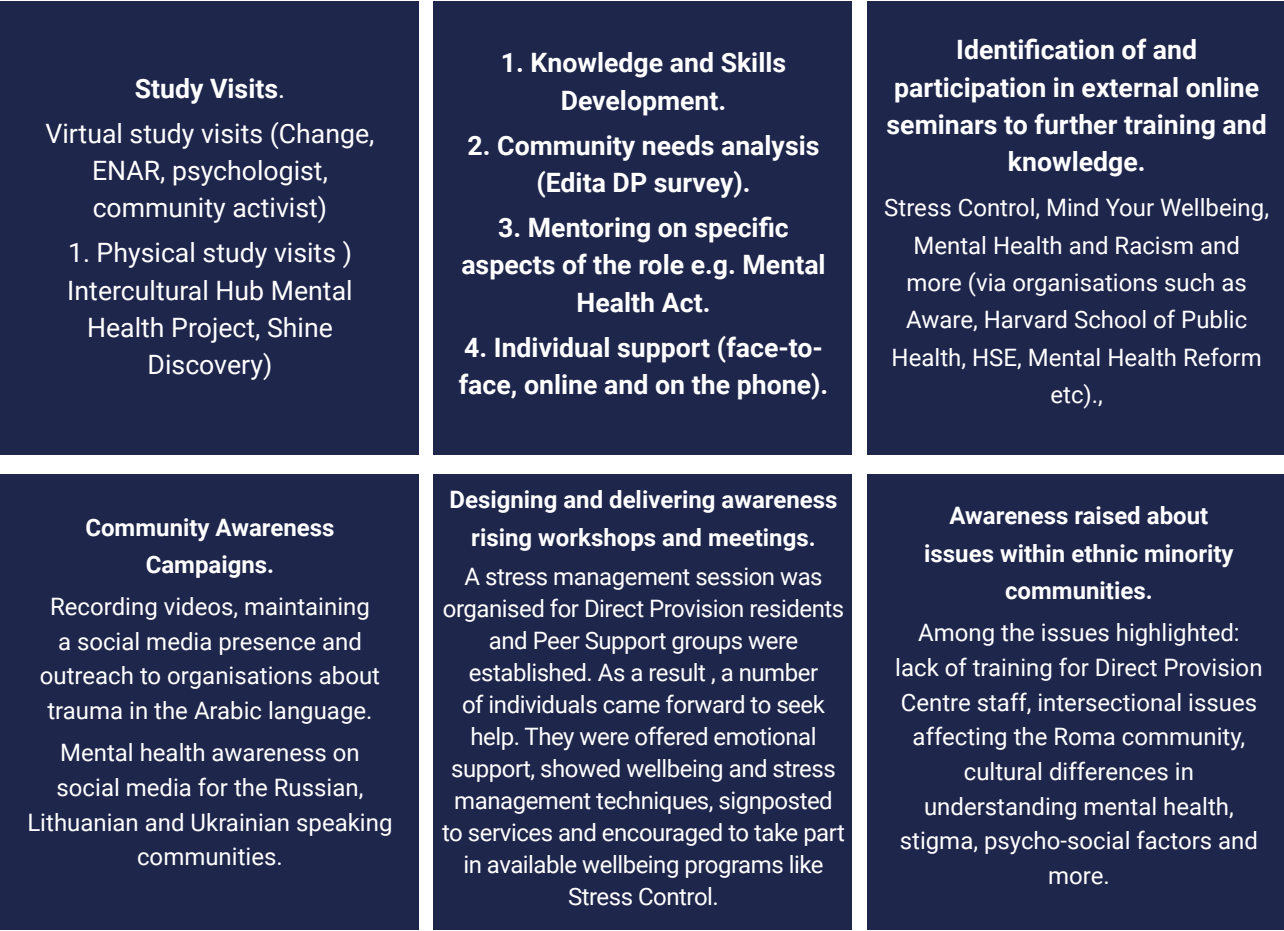 Study Visits.
Virtual study visits (Change,
ENAR, psychologist,
community activist)
1. Physical study visits )
Intercultural Hub Mental
Health Project, Shine
Discovery)
1. Knowledge and Skills
Development.
2. Community needs analysis
(Edita DP survey).
3. Mentoring on specific
aspects of the role e.g. Mental
Health Act.
4. Individual support (face-to-
face, online and on the phone).
Identification of and
participation in external online
seminars to further training and
knowledge.
Stress Control, Mind Your Wellbeing,
Mental Health and Racism and
more (via organisations such as
Aware, Harvard School of Public
Health, HSE, Mental Health Reform
etc).,
Community Awareness
Campaigns.
Recording videos, maintaining
a social media presence and
outreach to organisations about
trauma in the Arabic language.
Mental health awareness on
social media for the Russian,
Lithuanian and Ukrainian speaking
communities.
Designing and delivering awareness
rising workshops and meetings.
A stress management session was
organised for Direct Provision residents
and Peer Support groups were
established. As a result , a number
of individuals came forward to seek
help. They were offered emotional
support, showed wellbeing and stress
management techniques, signposted
to services and encouraged to take part
in available wellbeing programs like
Stress Control.
Awareness raised about
issues within ethnic minority
communities.
Among the issues highlighted:
lack of training for Direct Provision
Centre staff, intersectional issues
affecting the Roma community,
cultural differences in
understanding mental health,
stigma, psycho-social factors and
more.